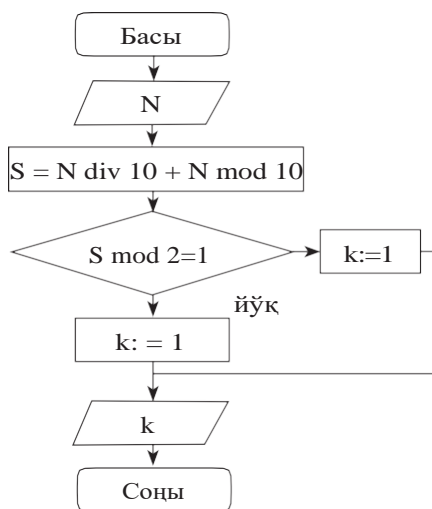 Басы
N
S = N div 10 + N mod 10
S mod 2=1
k:=1
йўқ
k: = 1
k
Соңы